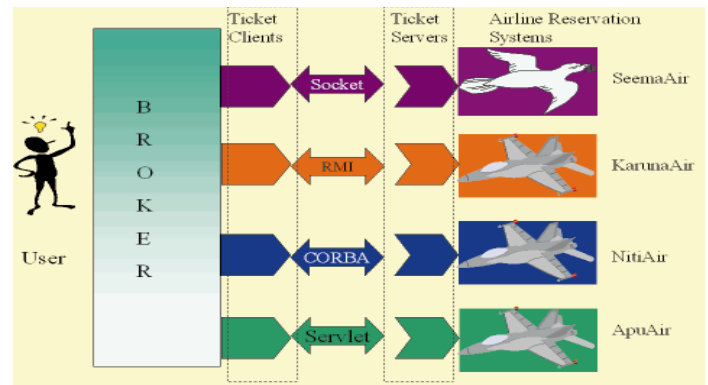 Ticket
Clients
Ticket
Servers
Airline Reservation
Systems
User
B
R
O
K
E
R
Socket
SeemaAir
RMI
KarunaAir
CORBA
NitiAir
Servlet
ApuAir